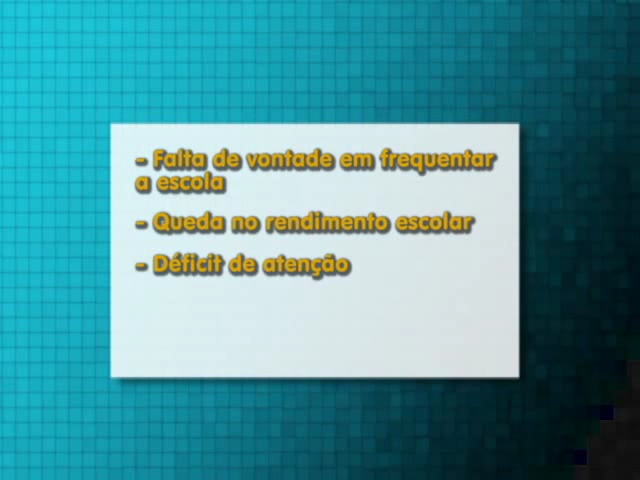 - Falta de vontade em frequentar
a escola
- Queda no rendimento escolar
- Déficit de atenção